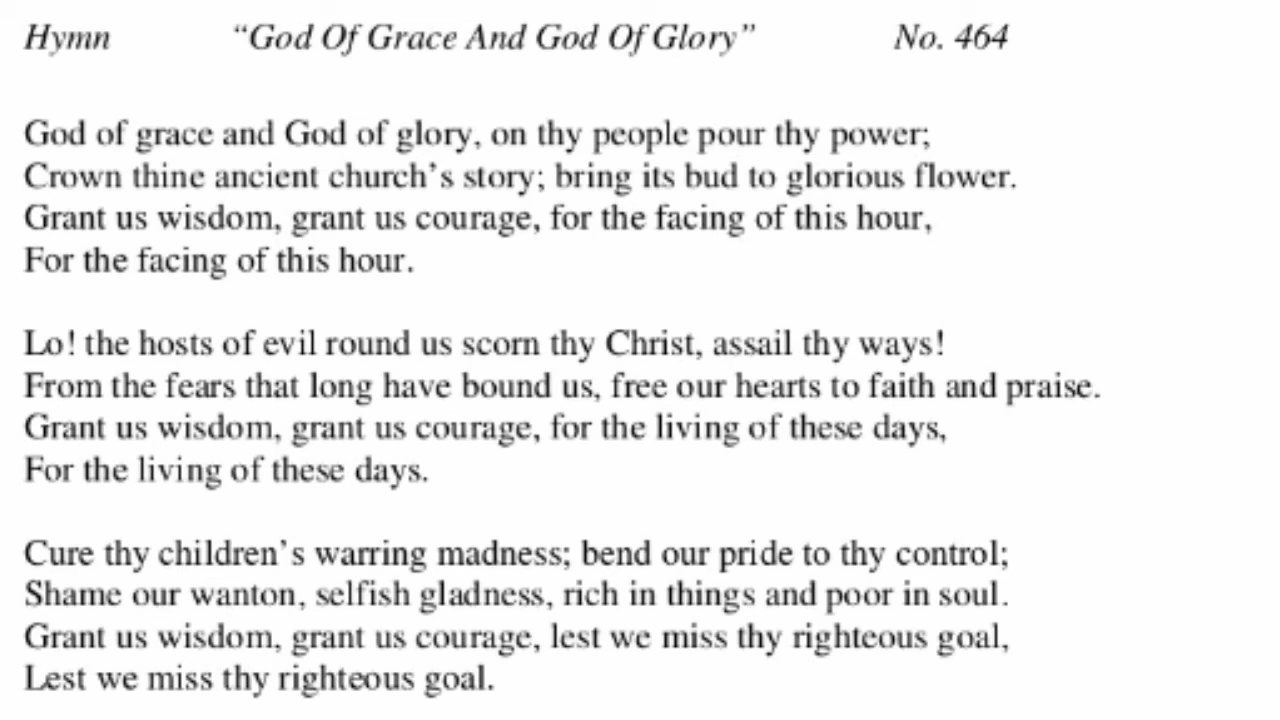 Hymn “God Of Grace And God Of Glory” No. 464
God of grace and God of glory, on thy people pour thy power;
Crown thine ancient church’s story; bring its bud to glorious flower.
Grant us wisdom, grant us courage, for the facing of this hour,
For the facing of this hour.
Lo! the hosts of evil round us scorn thy Christ, assail thy ways!
From the fears that long have bound us, free our hearts to faith and praise.
Grant us wisdom, grant us courage, for the living of these days,
For the living of these days.
Cure thy children’s warring madness; bend our pride to thy control;
Shame our wanton, selfish gladness, rich in things and poor in soul.
Grant us wisdom, grant us courage, lest we miss thy righteous goal,
Lest we miss thy righteous goal.